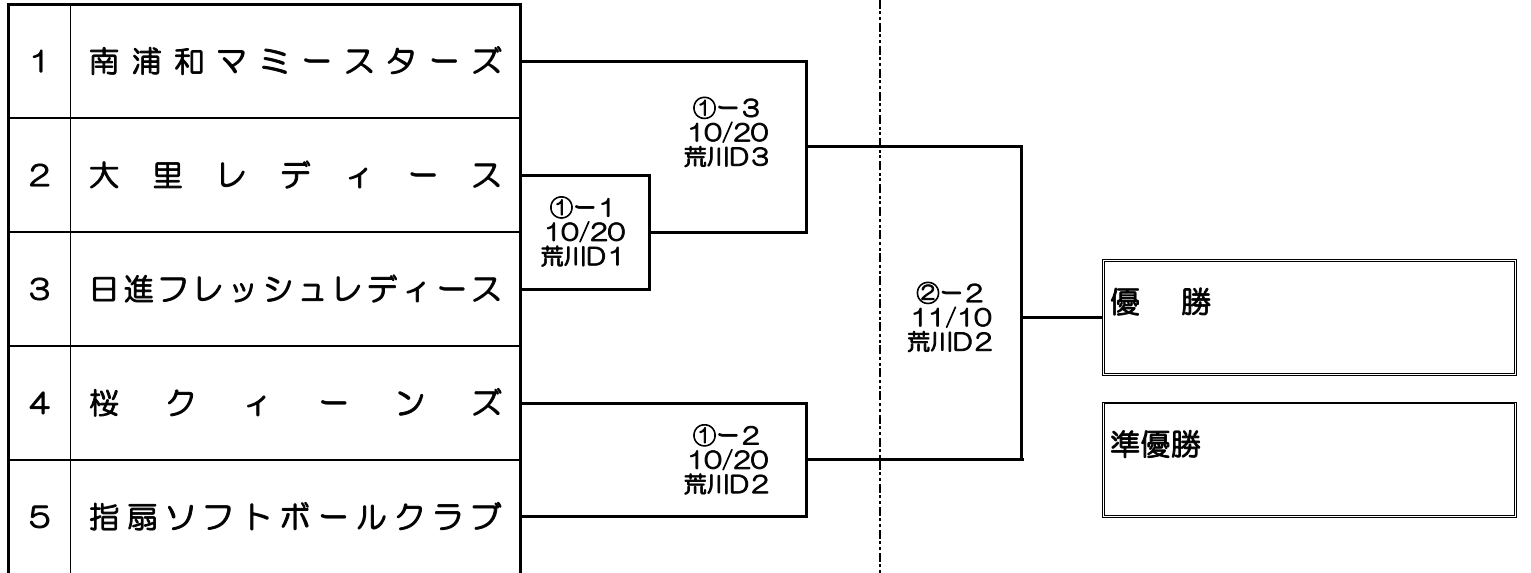 1 南浦和マミースターズ
①－3
10/20
荒川D3
2 大里レディース
①－1
10/20
荒川D1
3 日進フレッシュレディース
②－2
11/10
荒川D2
優　勝
4 桜クィーンズ
①－2
10/20
荒川D2
準優勝
5 指扇ソフトボールクラブ